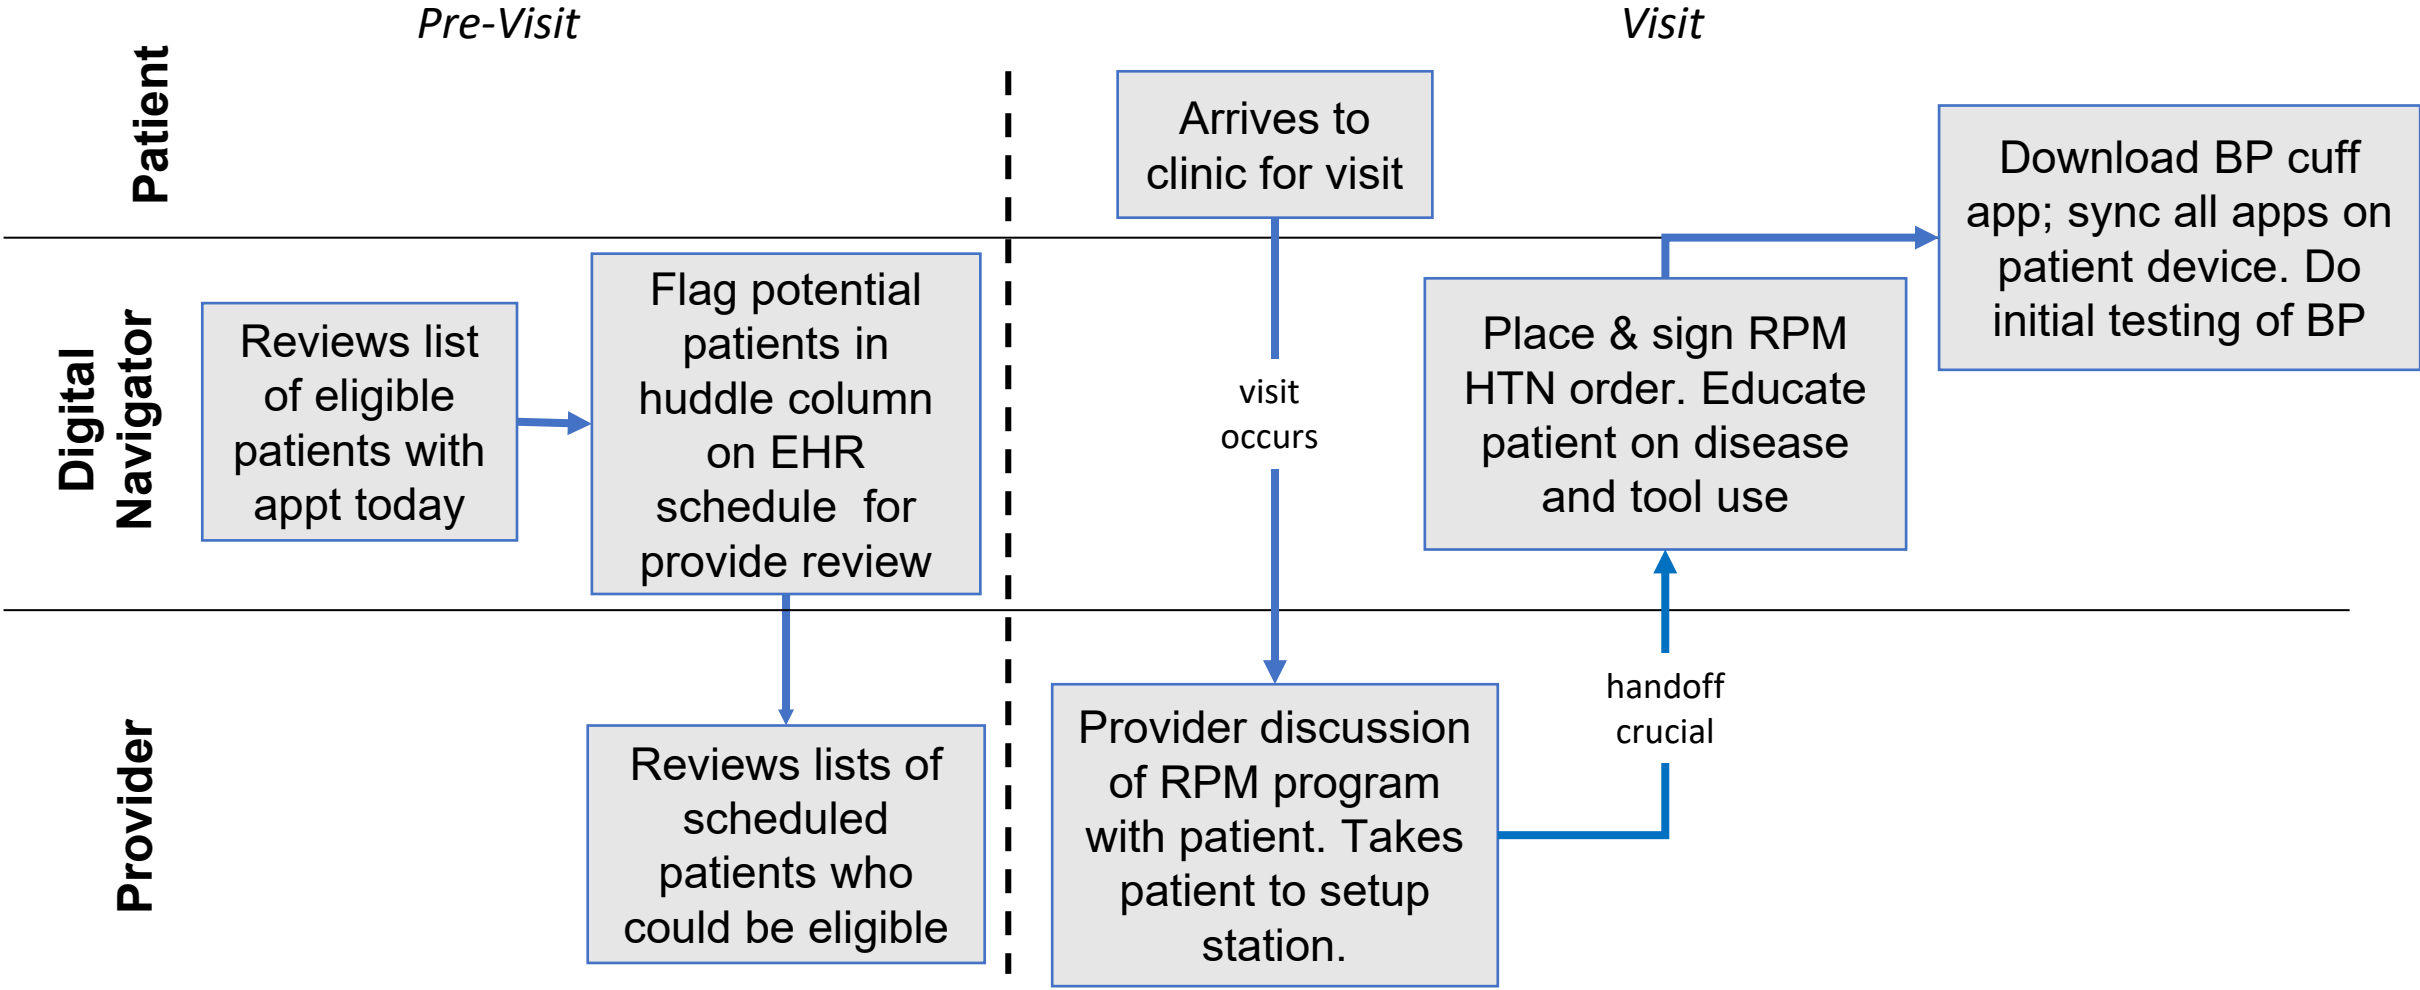 Pre-Visit
Visit
Patient
Arrives to
clinic for visit
Download BP cuff
app; sync all apps on
patient device. Do
initial testing of BP
Digital
Navigator
Reviews list
of eligible
patients with
appt today
Flag potential
patients in
huddle column
on EHR
schedule  for
provide review
visit
occurs
Place & sign RPM
HTN order. Educate
patient on disease
and tool use
Provider
Reviews lists of
scheduled
patients who
could be eligible
Provider discussion
of RPM program
with patient. Takes
patient to setup
station.
handoff
crucial